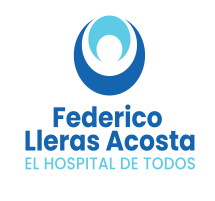 Federico
Lleras Acosta
EL HOSPITAL DE TODOS